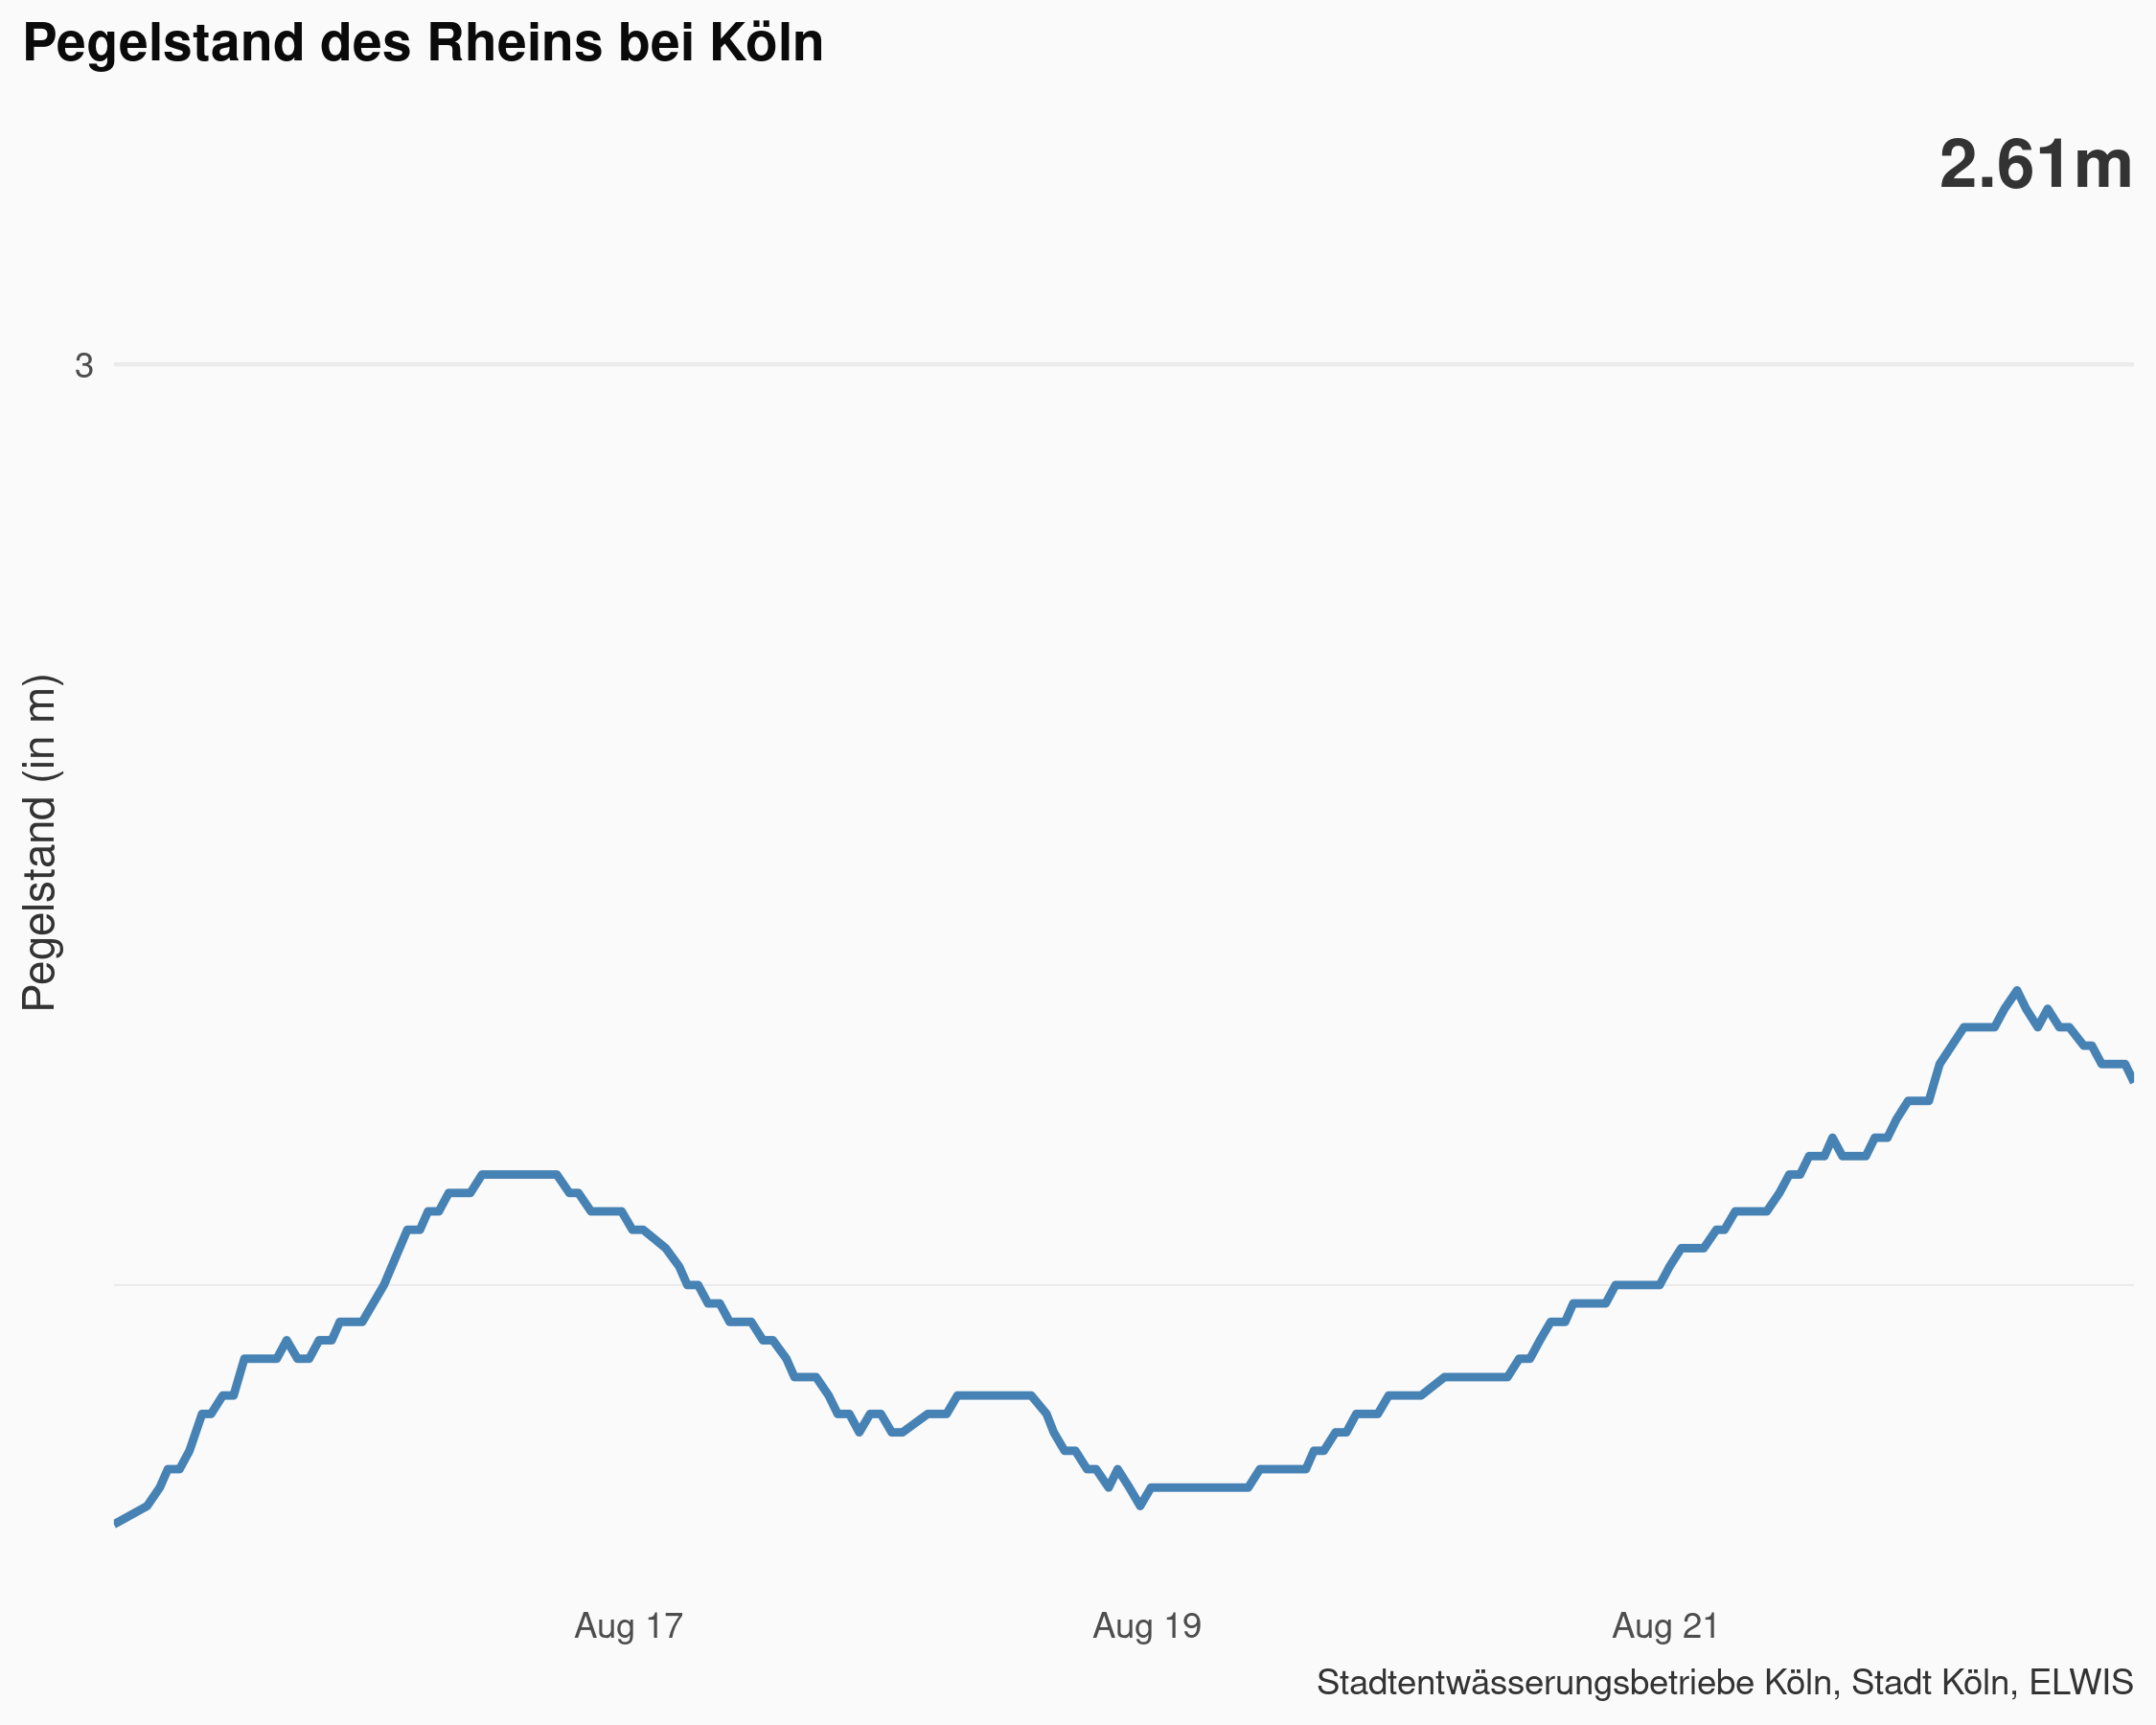 Pegelstand des Rheins bei Köln
2.61m
3
Pegelstand (in m)
Aug 17
Aug 19
Aug 21
Stadtentwässerungsbetriebe Köln, Stadt Köln, ELWIS